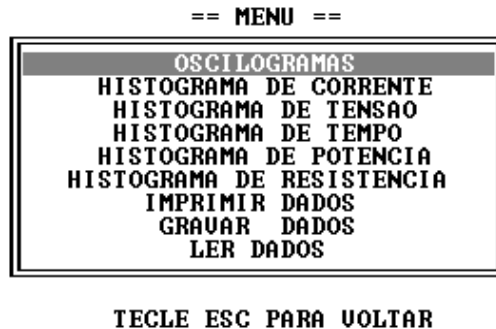 == MENU ==
OSCILOGRAMAS
HISTOGRAMA DE CORRENTE
HISTOGRAMA DE TENSAO
HISTOGRAMA DE TEMPO
HISTOGRAMA DE POTENCIA
HISTOGRAMA DE RESISTENCIA
IMPRIMIR DADOS
GRAVAR DADOS
LER DADOS
TECLE ESC PARA VOLTAR